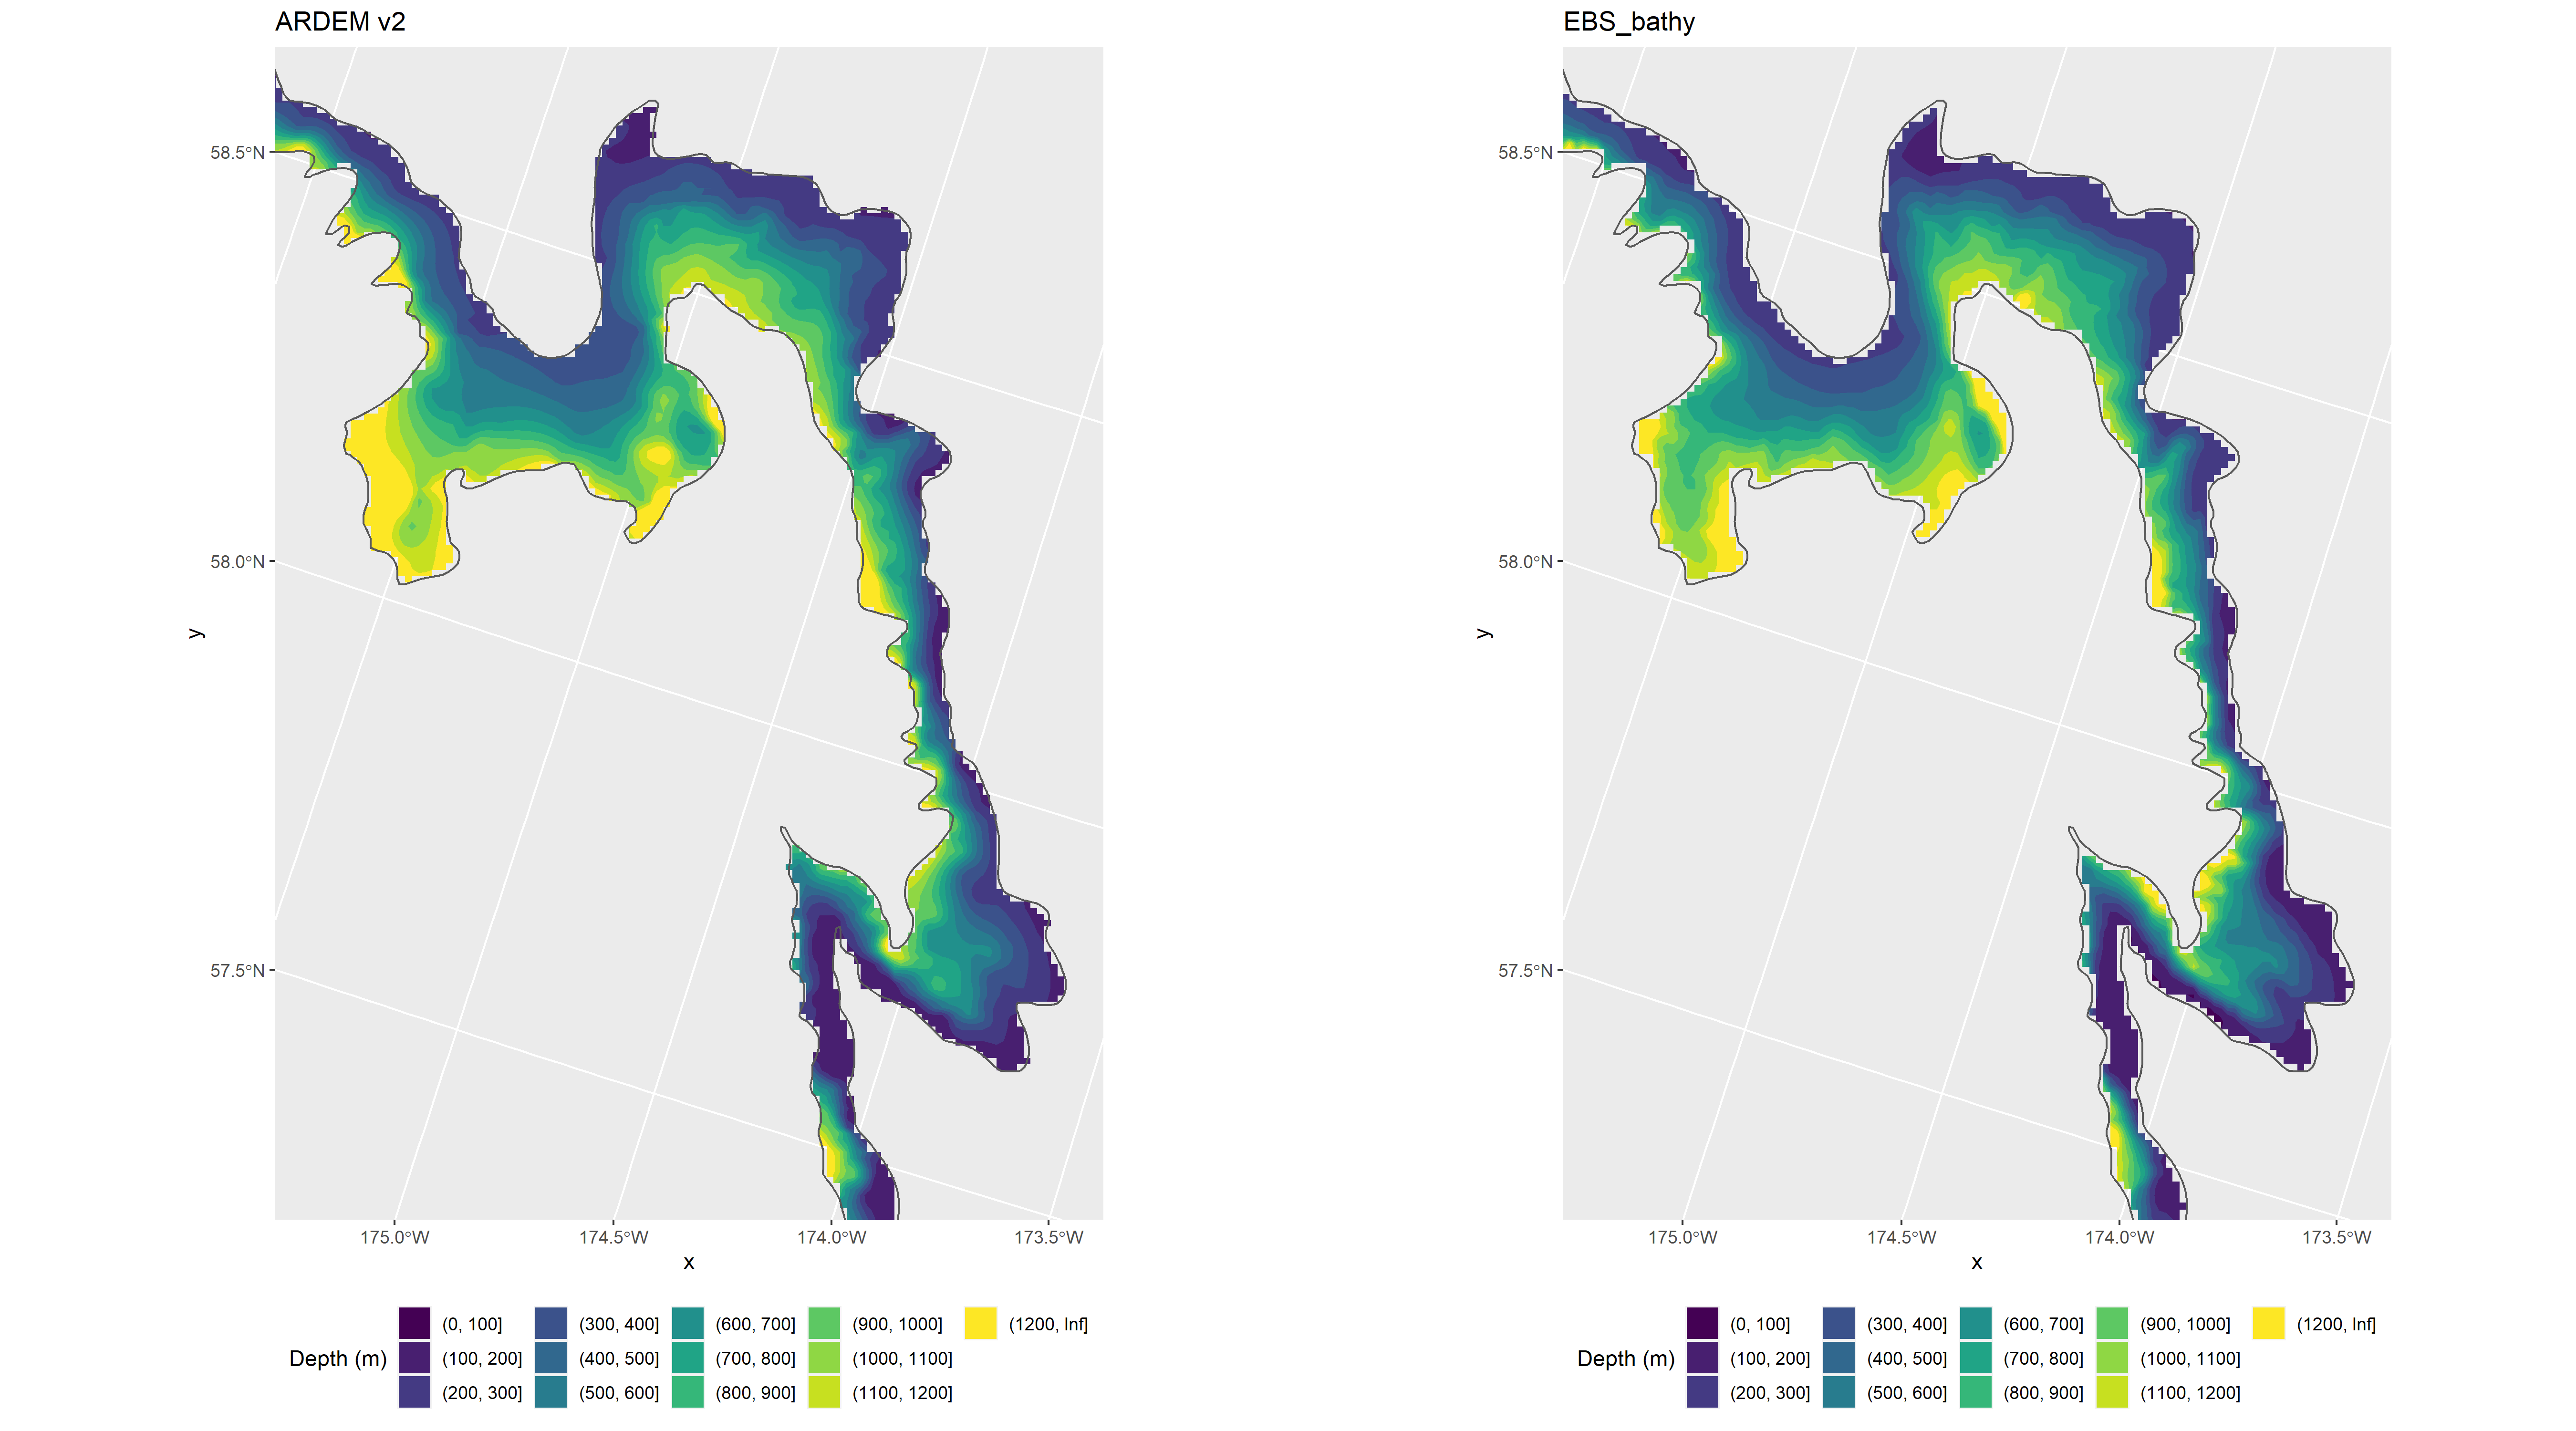 ARDEM v2
EBS_bathy
58.5°N
58.0°N
57.5°N
y
175.0°W 174.5°W 174.0°W 173.5°W
x
Depth (m)
(0, 100] (300, 400] (600, 700] (900, 1000] (1200, Inf]
(100, 200] (400, 500] (700, 800] (1000, 1100]
(200, 300] (500, 600] (800, 900] (1100, 1200]
58.5°N
58.0°N
57.5°N
y
175.0°W 174.5°W 174.0°W 173.5°W
x
Depth (m)
(0, 100] (300, 400] (600, 700] (900, 1000] (1200, Inf]
(100, 200] (400, 500] (700, 800] (1000, 1100]
(200, 300] (500, 600] (800, 900] (1100, 1200]